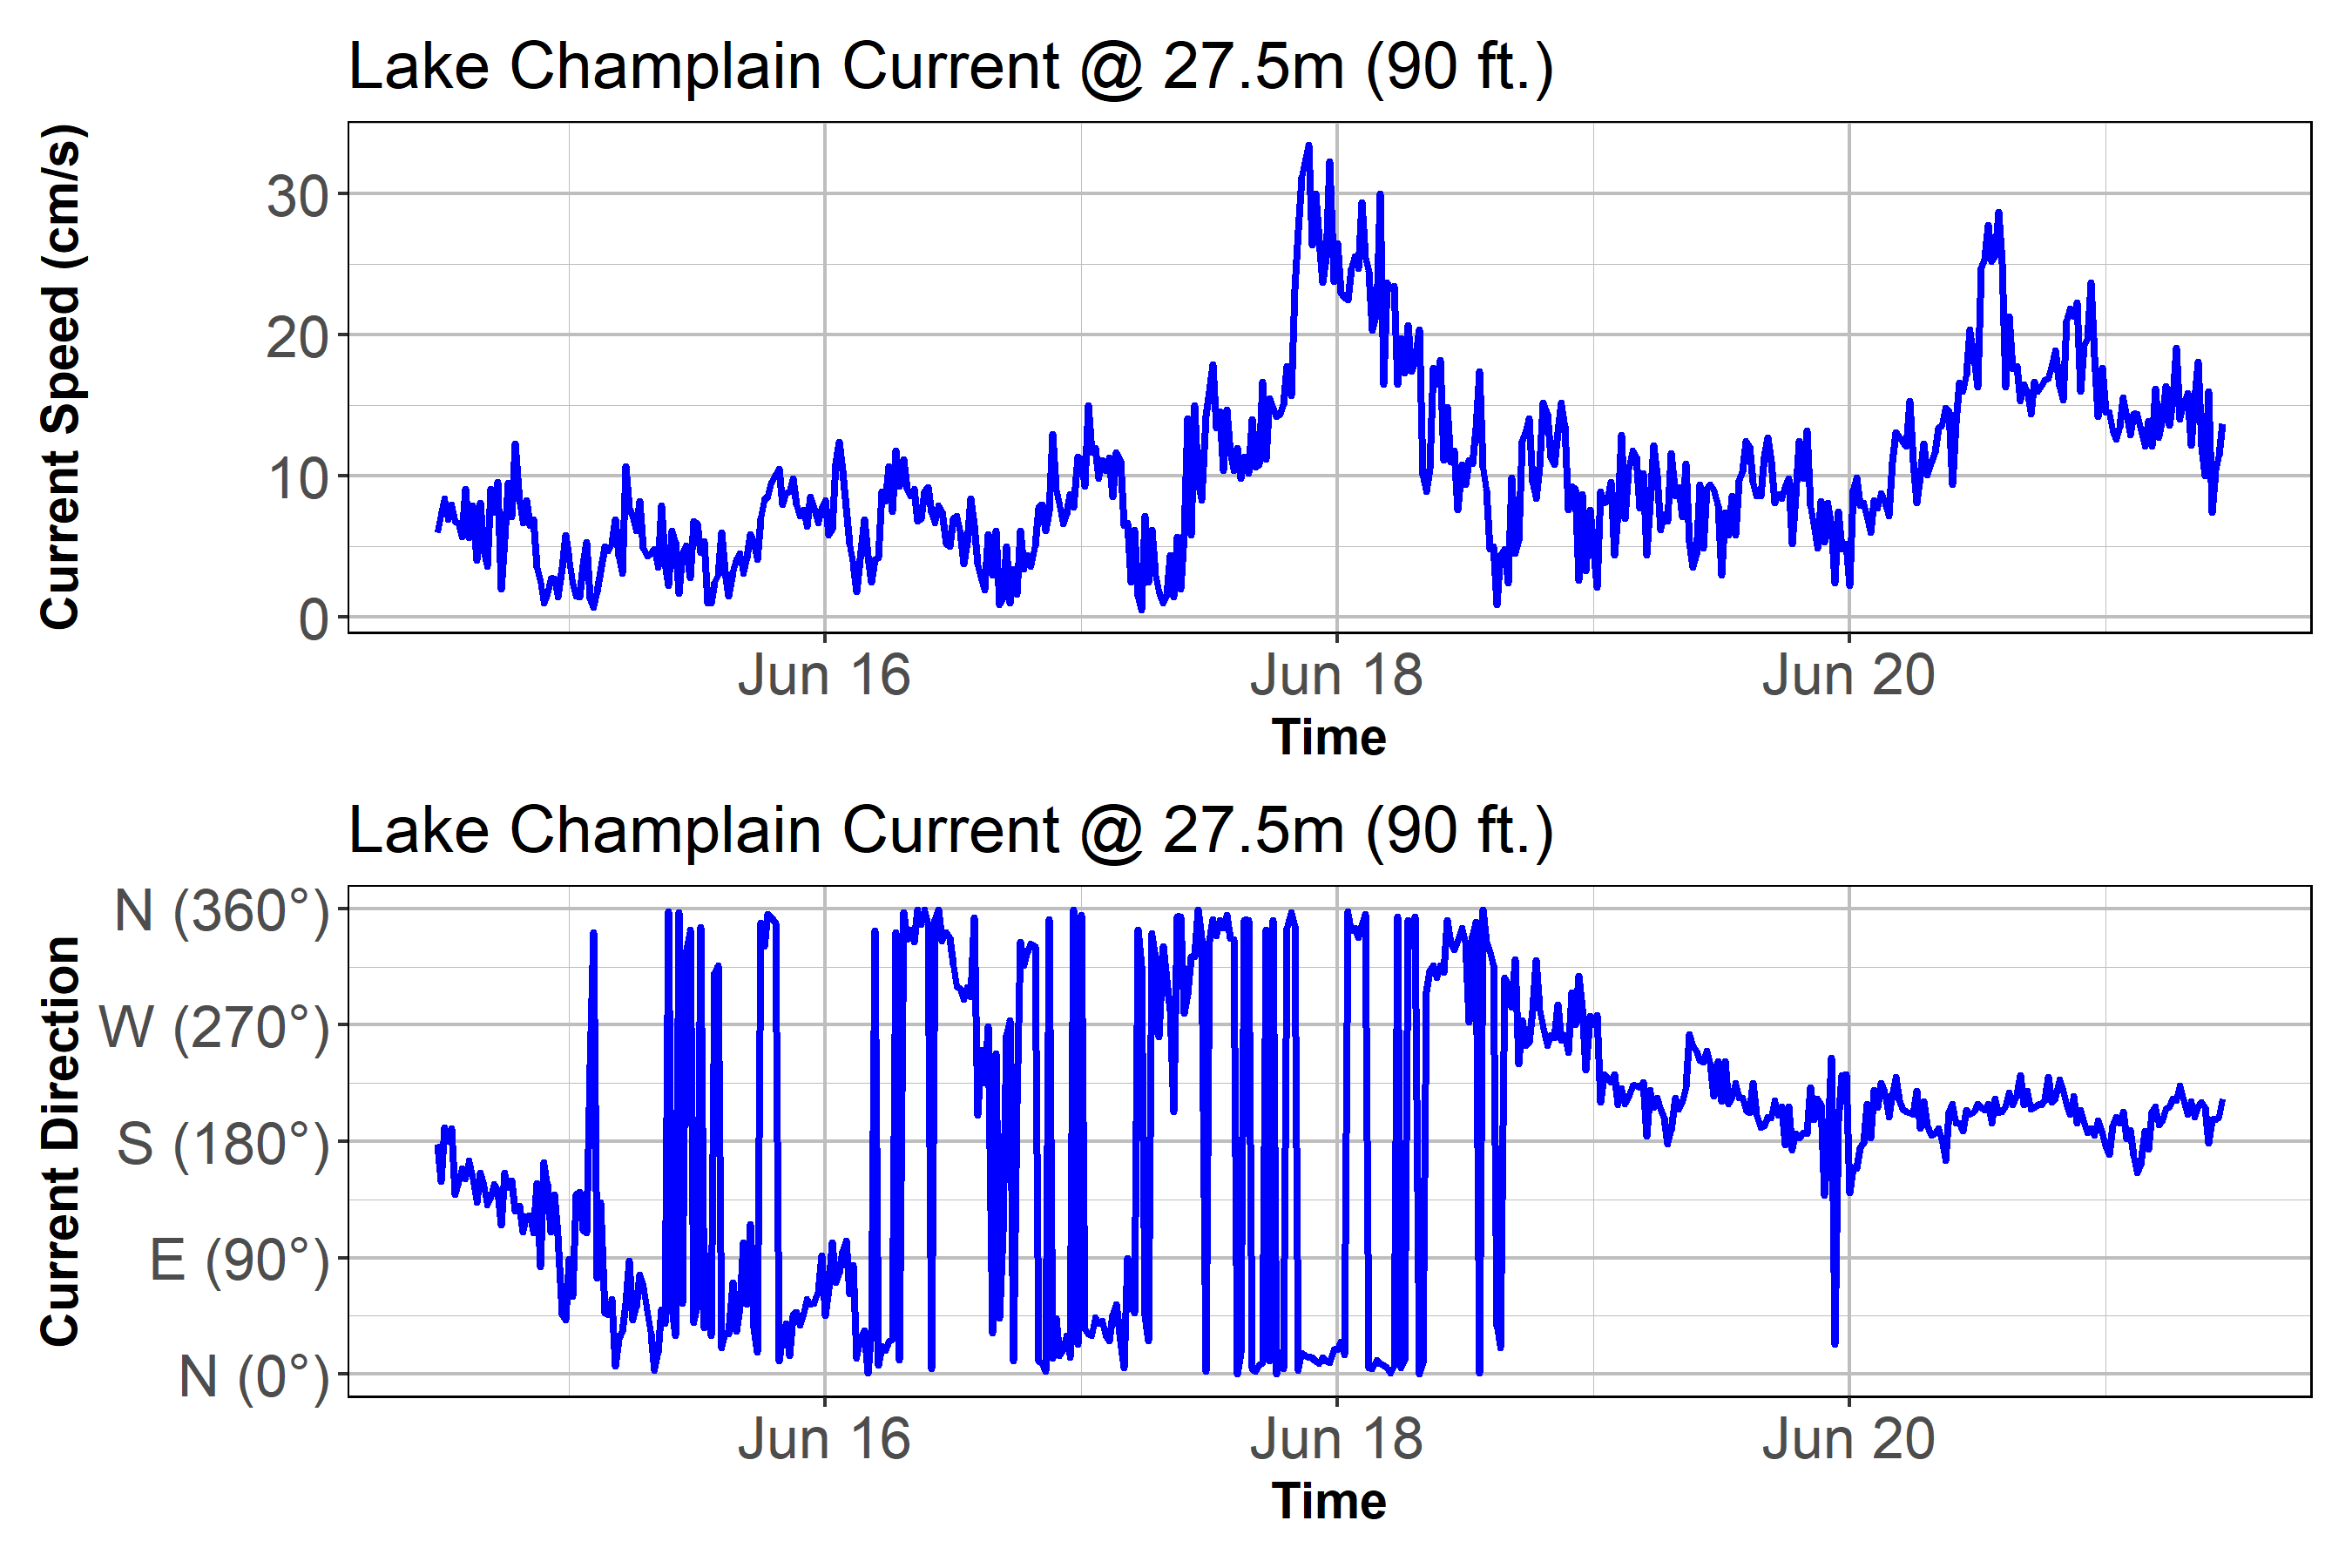 Lake Champlain Current @ 27.5m (90 ft.)
Current Speed (cm/s)
30
20
10
0
Jun 16 Jun 18 Jun 20
Time
Lake Champlain Current @ 27.5m (90 ft.)
Current Direction
N (360°)
W (270°)
S (180°)
E (90°)
N (0°)
Jun 16 Jun 18 Jun 20
Time